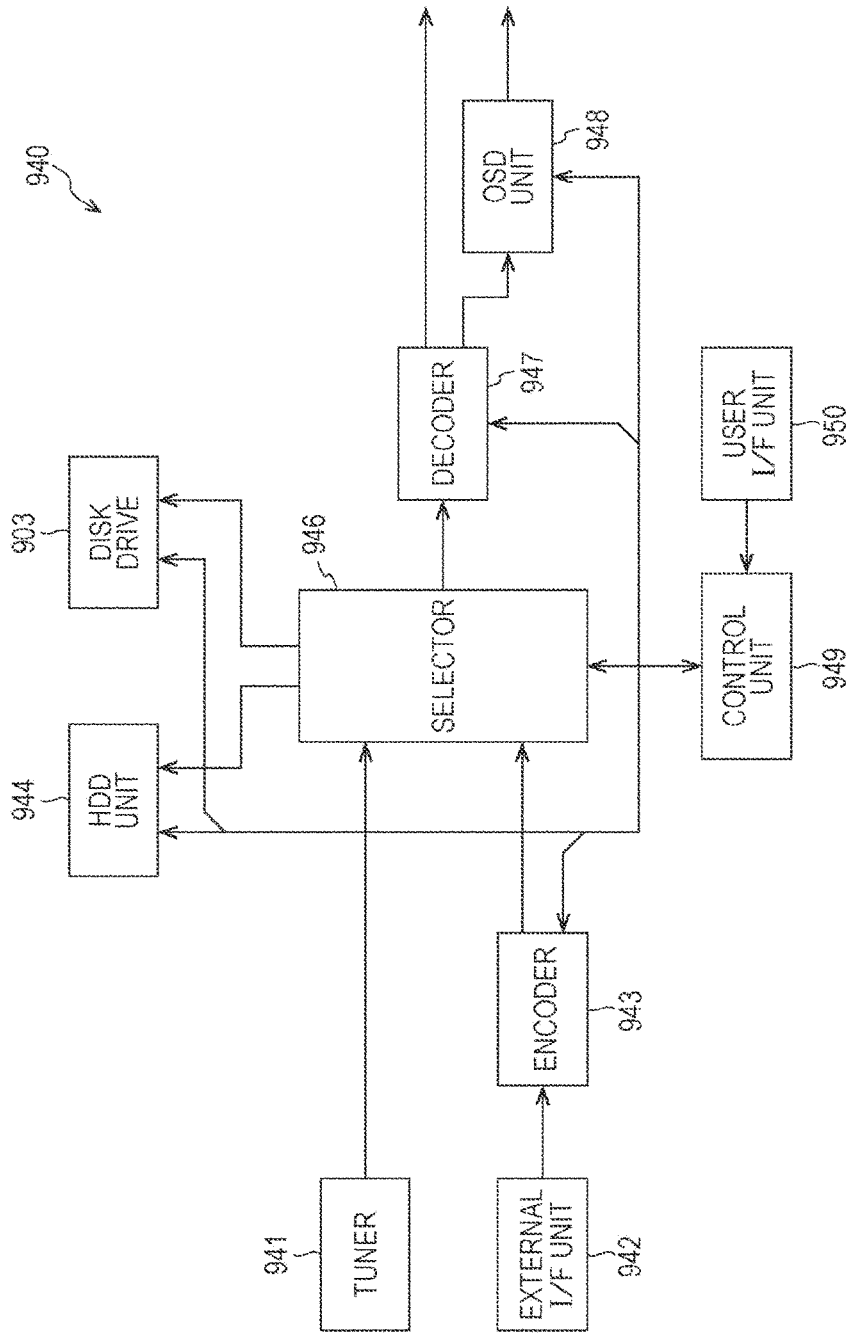 940
944
HDD
UNIT
903
DISK
DRIVE
941
TUNER
946
SELECTOR
DECODER
947
OSD
UNIT
948
942
EXTERNAL
I/F UNIT
ENCODER
943
CONTROL
UNIT
949
USER
I/F UNIT
950